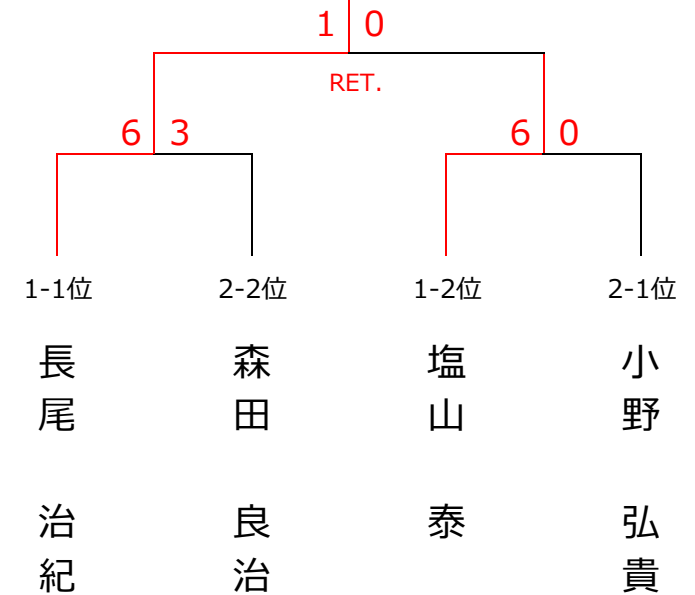 1 0
RET.
6 3
6 0
1-1位
2-2位
1-2位
2-1位
長尾 治紀
森田 良治
塩山 泰
小野 弘貴